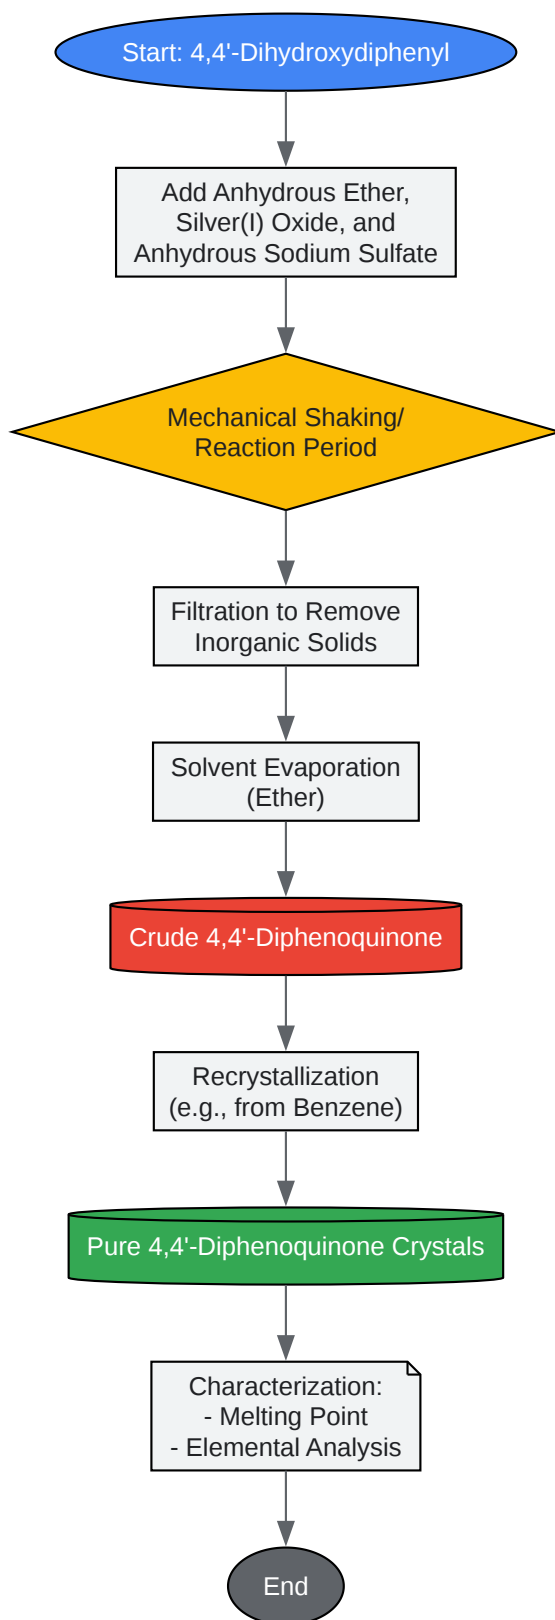 Start: 4,4'-Dihydroxydiphenyl
Add Anhydrous Ether,
Silver(I) Oxide, and
Anhydrous Sodium Sulfate
Mechanical Shaking/
Reaction Period
Filtration to Remove
Inorganic Solids
Solvent Evaporation
(Ether)
Crude 4,4'-Diphenoquinone
Recrystallization
(e.g., from Benzene)
Pure 4,4'-Diphenoquinone Crystals
Characterization:
- Melting Point
- Elemental Analysis
End